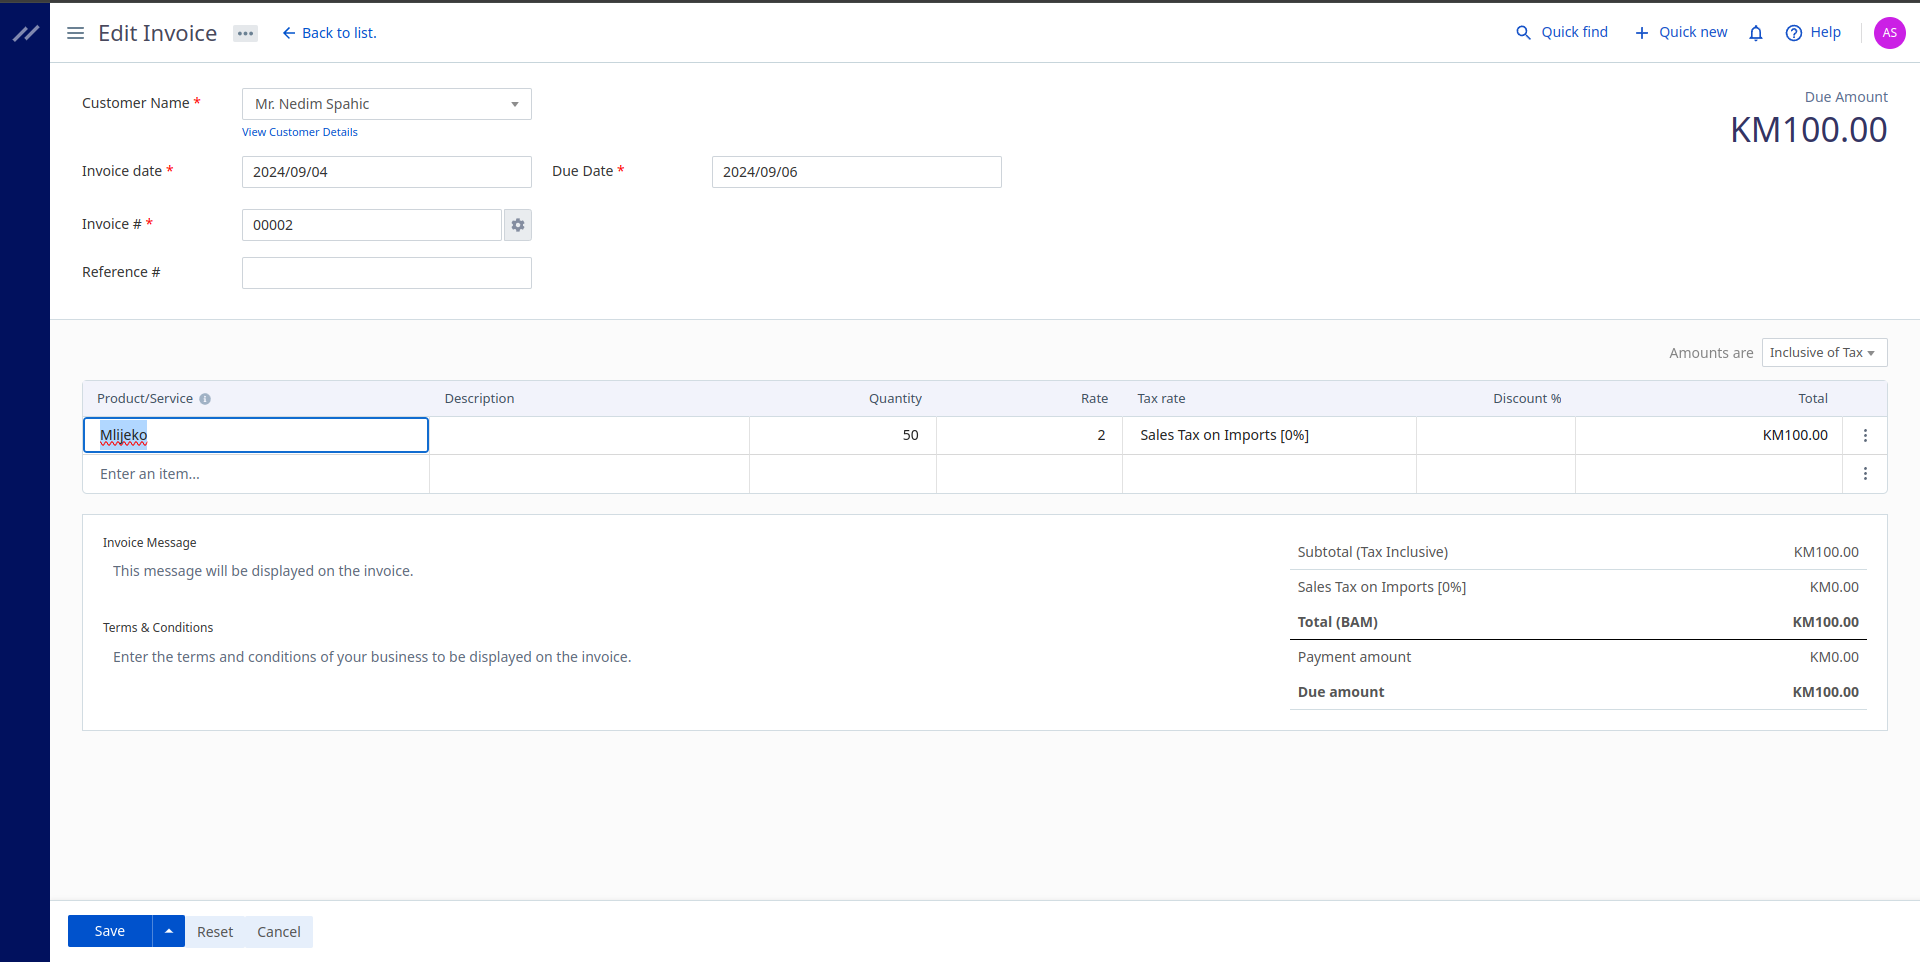 Edit Invoice
Back to list.
Quick find
Quick new
Help
AS
Customer Name *
Mr. Nedim Spahic
View Customer Details
Due Amount
KM100.00
Invoice date *
2024/09/04
Due Date *
2024/09/06
Invoice # *
00002
Reference #
Amounts are
Inclusive of Tax
Product/Service Description Quantity Rate Tax rate Discount % Total
Mlijeko 50 2 Sales Tax on Imports [0%] KM100.00
Enter an item...
Invoice Message
This message will be displayed on the invoice.
Terms & Conditions
Enter the terms and conditions of your business to be displayed on the invoice.
Subtotal (Tax Inclusive) KM100.00
Sales Tax on Imports [0%] KM0.00
Total (BAM) KM100.00
Payment amount KM0.00
Due amount KM100.00
Save
Reset
Cancel